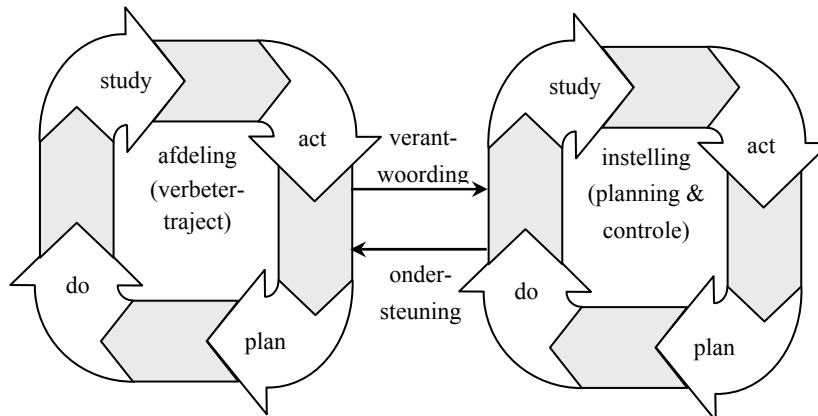 study
act
afdeling
(verbeter-
traject)
do
plan
verant-
woording
onder-
steuning
study
act
instelling
(planning &
controle)
do
plan